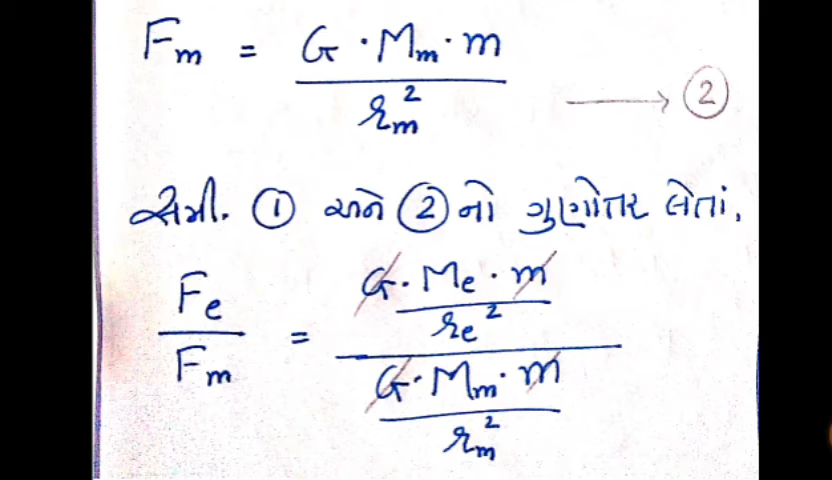 Fm = G · Mm · m / rm² → ②
સમી. ① અને ② નો ગુણોતર લેતાં,
Fe / Fm = (G · Me · m / re²) / (G · Mm · m / rm²)